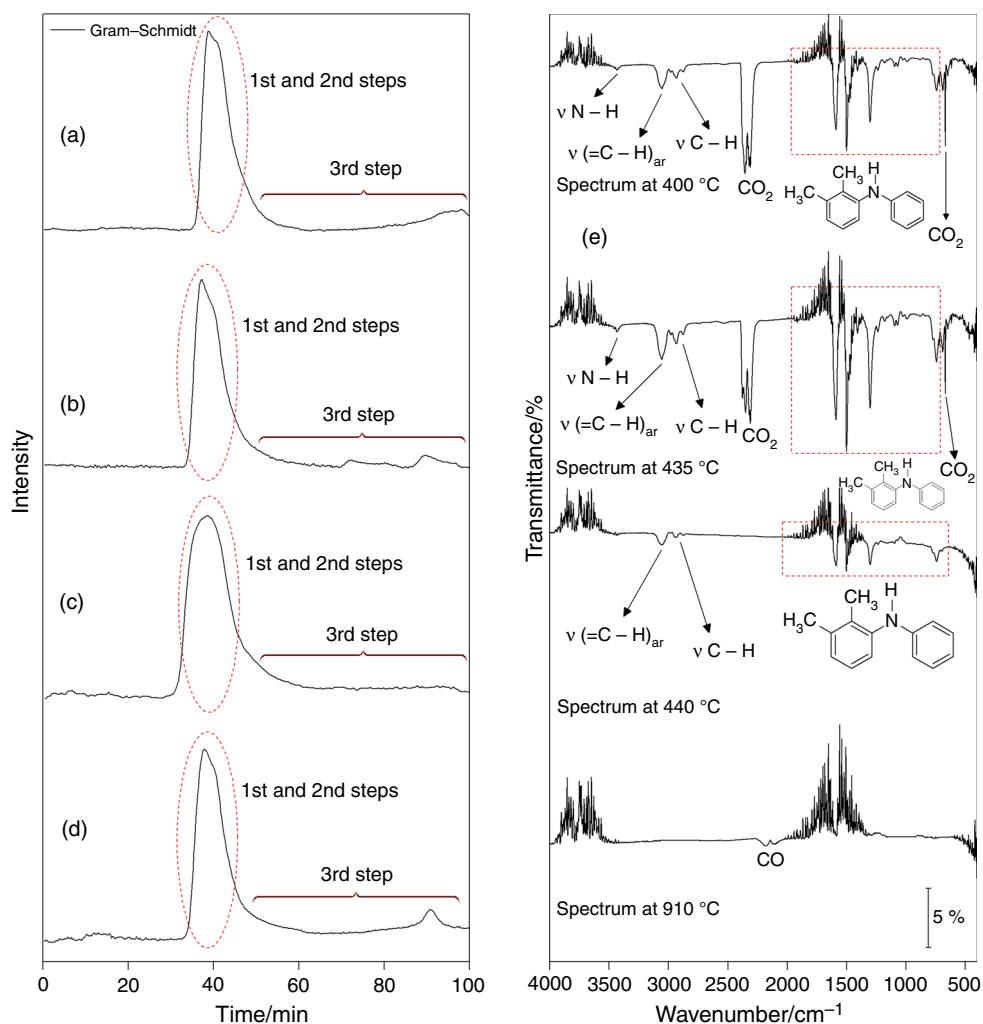 Gram–Schmidt
1st and 2nd steps
(a)
3rd step
1st and 2nd steps
(b)
3rd step
1st and 2nd steps
(c)
3rd step
1st and 2nd steps
(d)
3rd step
Intensity
0 20 40 60 80 100
Time/min
ν N – H
ν (=C – H)ar
ν C – H
CO2
Spectrum at 400 °C
H3C
CH3
H
N
CO2
(e)
ν N – H
ν (=C – H)ar
ν C – H
CO2
Spectrum at 435 °C
H3C
CH3
H
N
CO2
ν (=C – H)ar
ν C – H
H3C
CH3
H
N
Spectrum at 440 °C
CO
Spectrum at 910 °C
5 %
Transmittance/%
4000 3500 3000 2500 2000 1500 1000 500
Wavenumber/cm–1